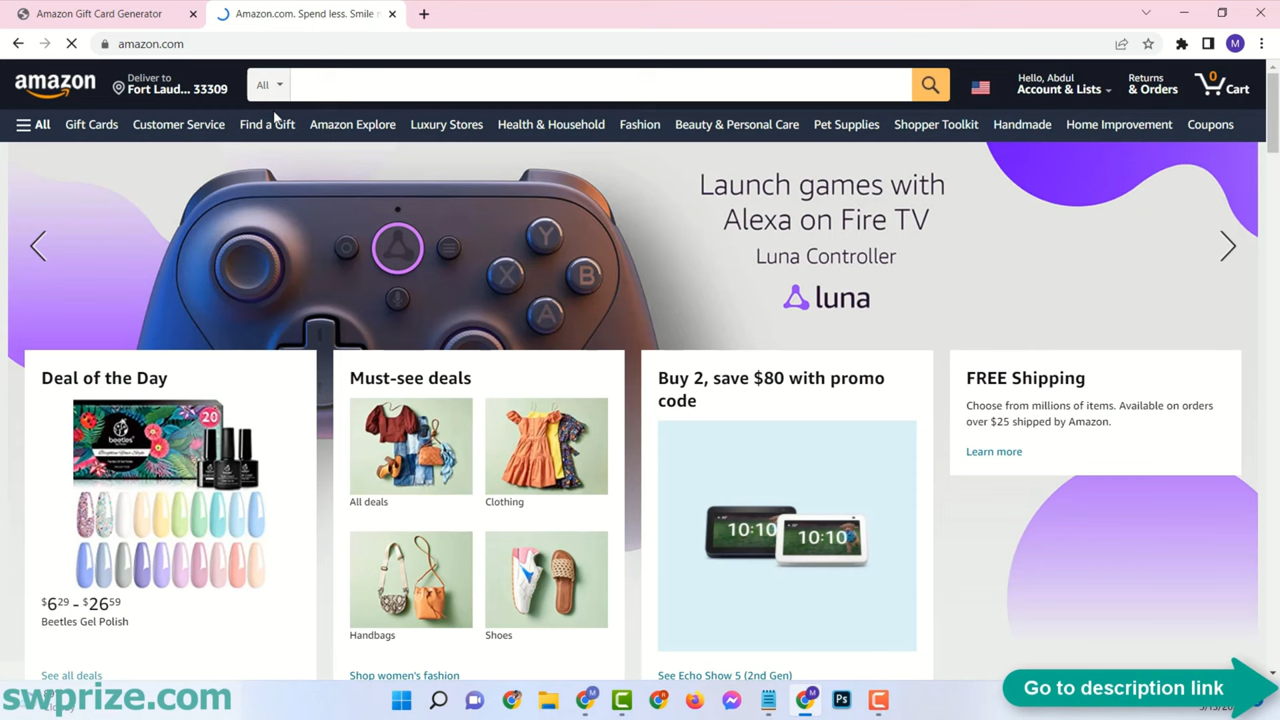 Amazon Gift Card Generator
Amazon.com. Spend less. Smile
amazon.com
M
amazon
Deliver to
Fort Laud... 33309
All
Hello, Abdul
Account & Lists
Returns
& Orders
0
Cart
All
Gift Cards
Customer Service
Find a Gift
Amazon Explore
Luxury Stores
Health & Household
Fashion
Beauty & Personal Care
Pet Supplies
Shopper Toolkit
Handmade
Home Improvement
Coupons
Launch games with
Alexa on Fire TV
Luna Controller
luna
Y
X
B
A
Deal of the Day
20
beetles
$6.29 - $26.59
Beetles Gel Polish
See all deals
Must-see deals
All deals
Clothing
Handbags
Shoes
Shop women's fashion
Buy 2, save $80 with promo
code
10:10
10:10
See Echo Show 5 (2nd Gen)
FREE Shipping
Choose from millions of items. Available on orders
over $25 shipped by Amazon.
Learn more
Go to description link
swprize.com
Ps